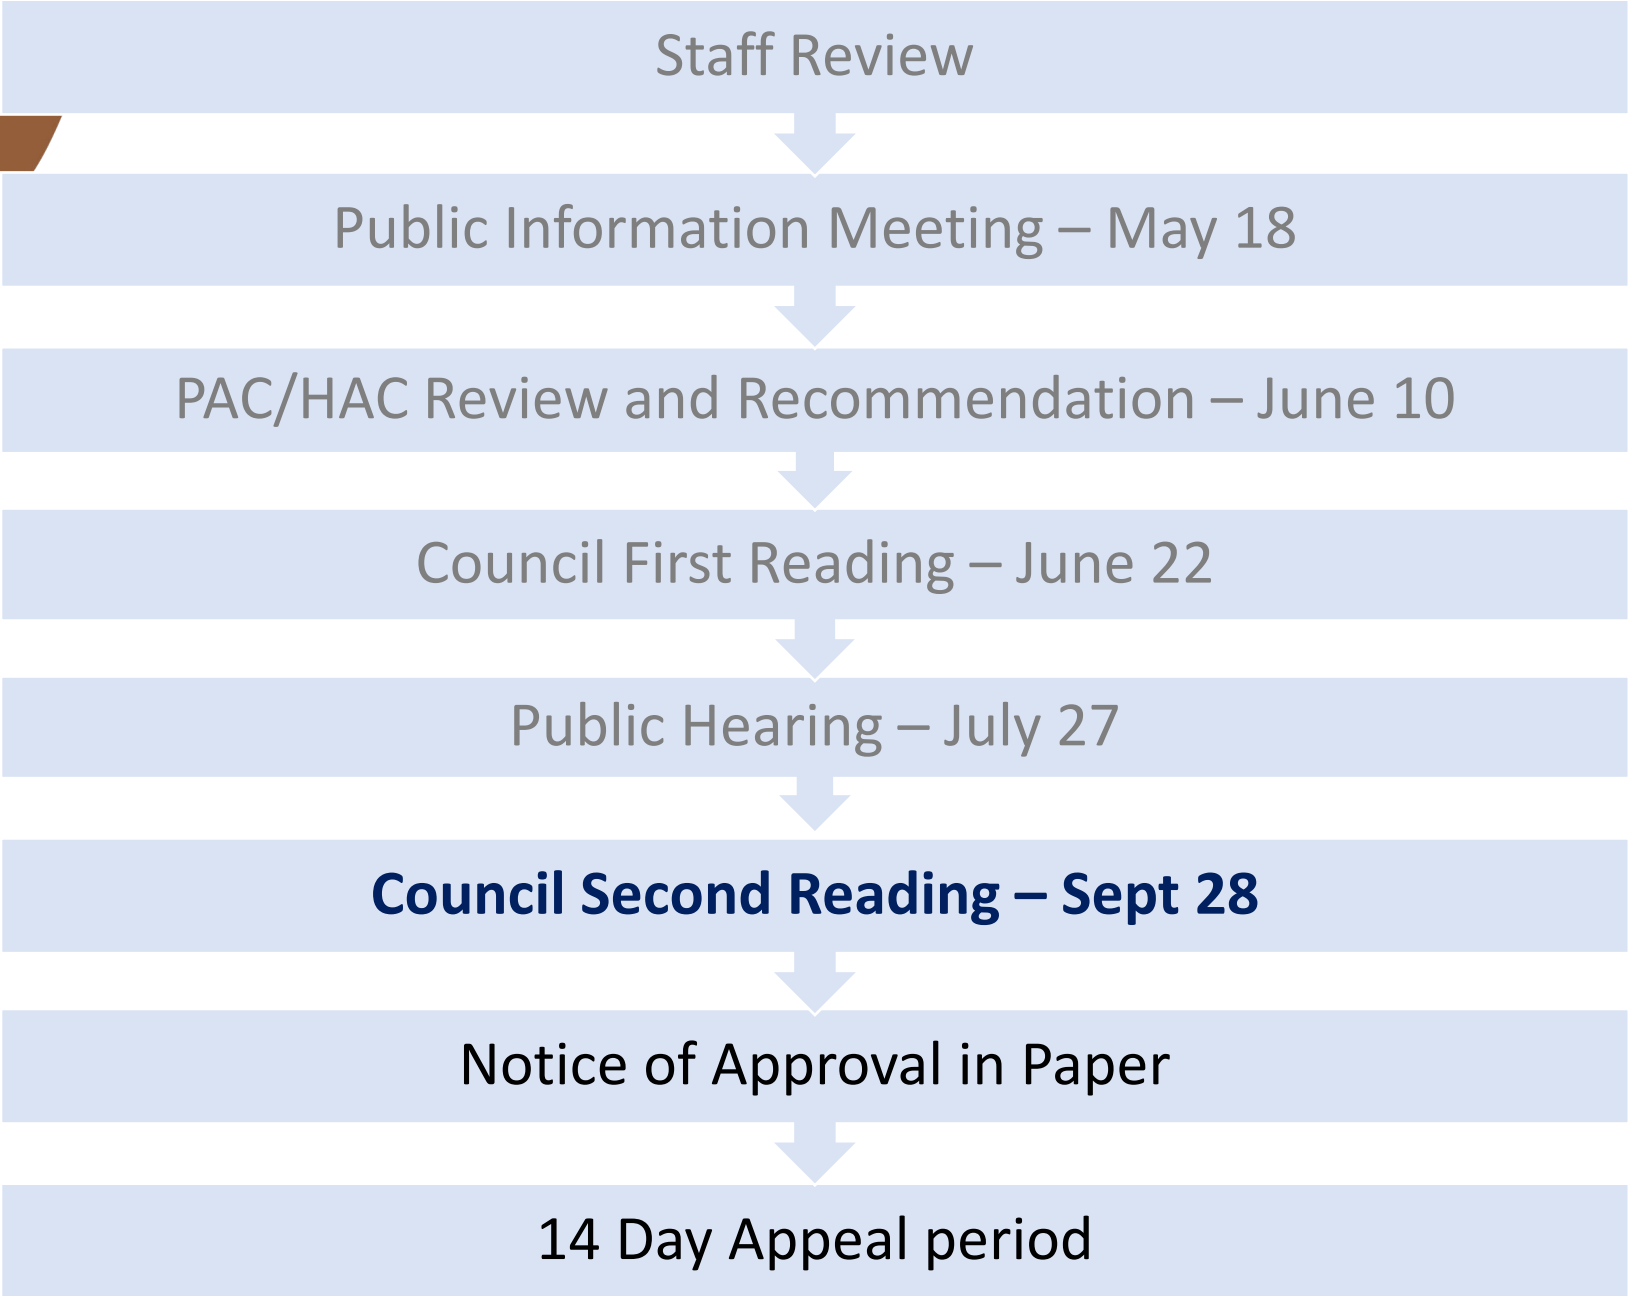 Staff Review
Public Information Meeting – May 18
PAC/HAC Review and Recommendation – June 10
Council First Reading – June 22
Public Hearing – July 27
Council Second Reading – Sept 28
Notice of Approval in Paper
14 Day Appeal period